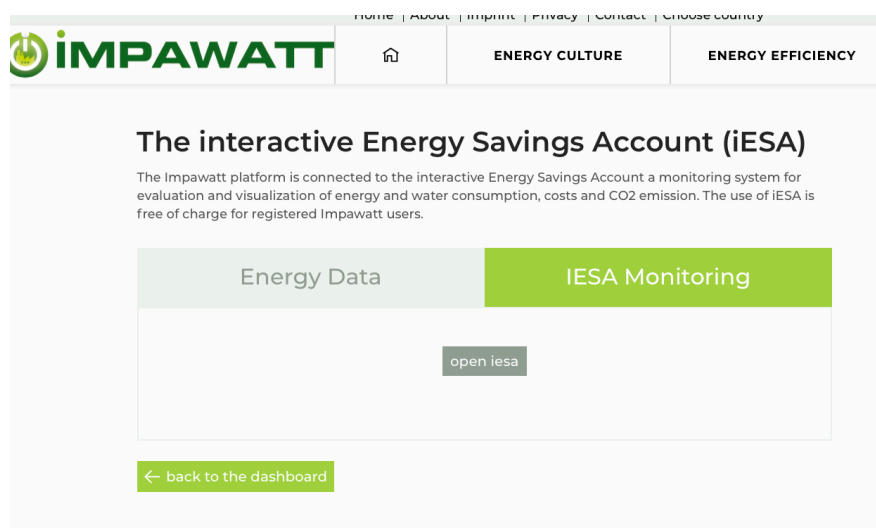 Home | About | Imprint | Privacy | Contact | Choose country
iMPAWATT
ENERGY CULTURE
ENERGY EFFICIENCY
The interactive Energy Savings Account (iESA)
The Impawatt platform is connected to the interactive Energy Savings Account a monitoring system for
evaluation and visualization of energy and water consumption, costs and CO2 emission. The use of iESA is
free of charge for registered Impawatt users.
Energy Data
IESA Monitoring
open iesa
← back to the dashboard